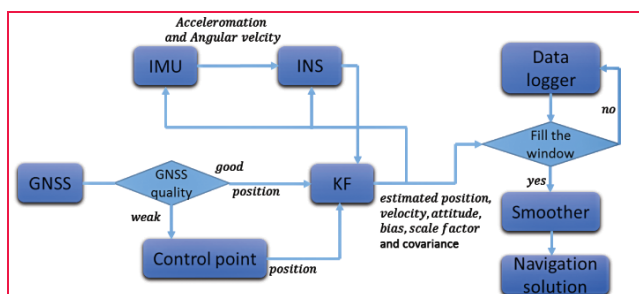 Acceleromation
and Angular velcity
IMU
INS
Data
logger
no
Fill the
window
GNSS
GNSS
quality
good
position
KF
weak
estimated position,
velocity, attitude,
bias, scale factor
and covariance
yes
Smoother
Control point
position
Navigation
solution